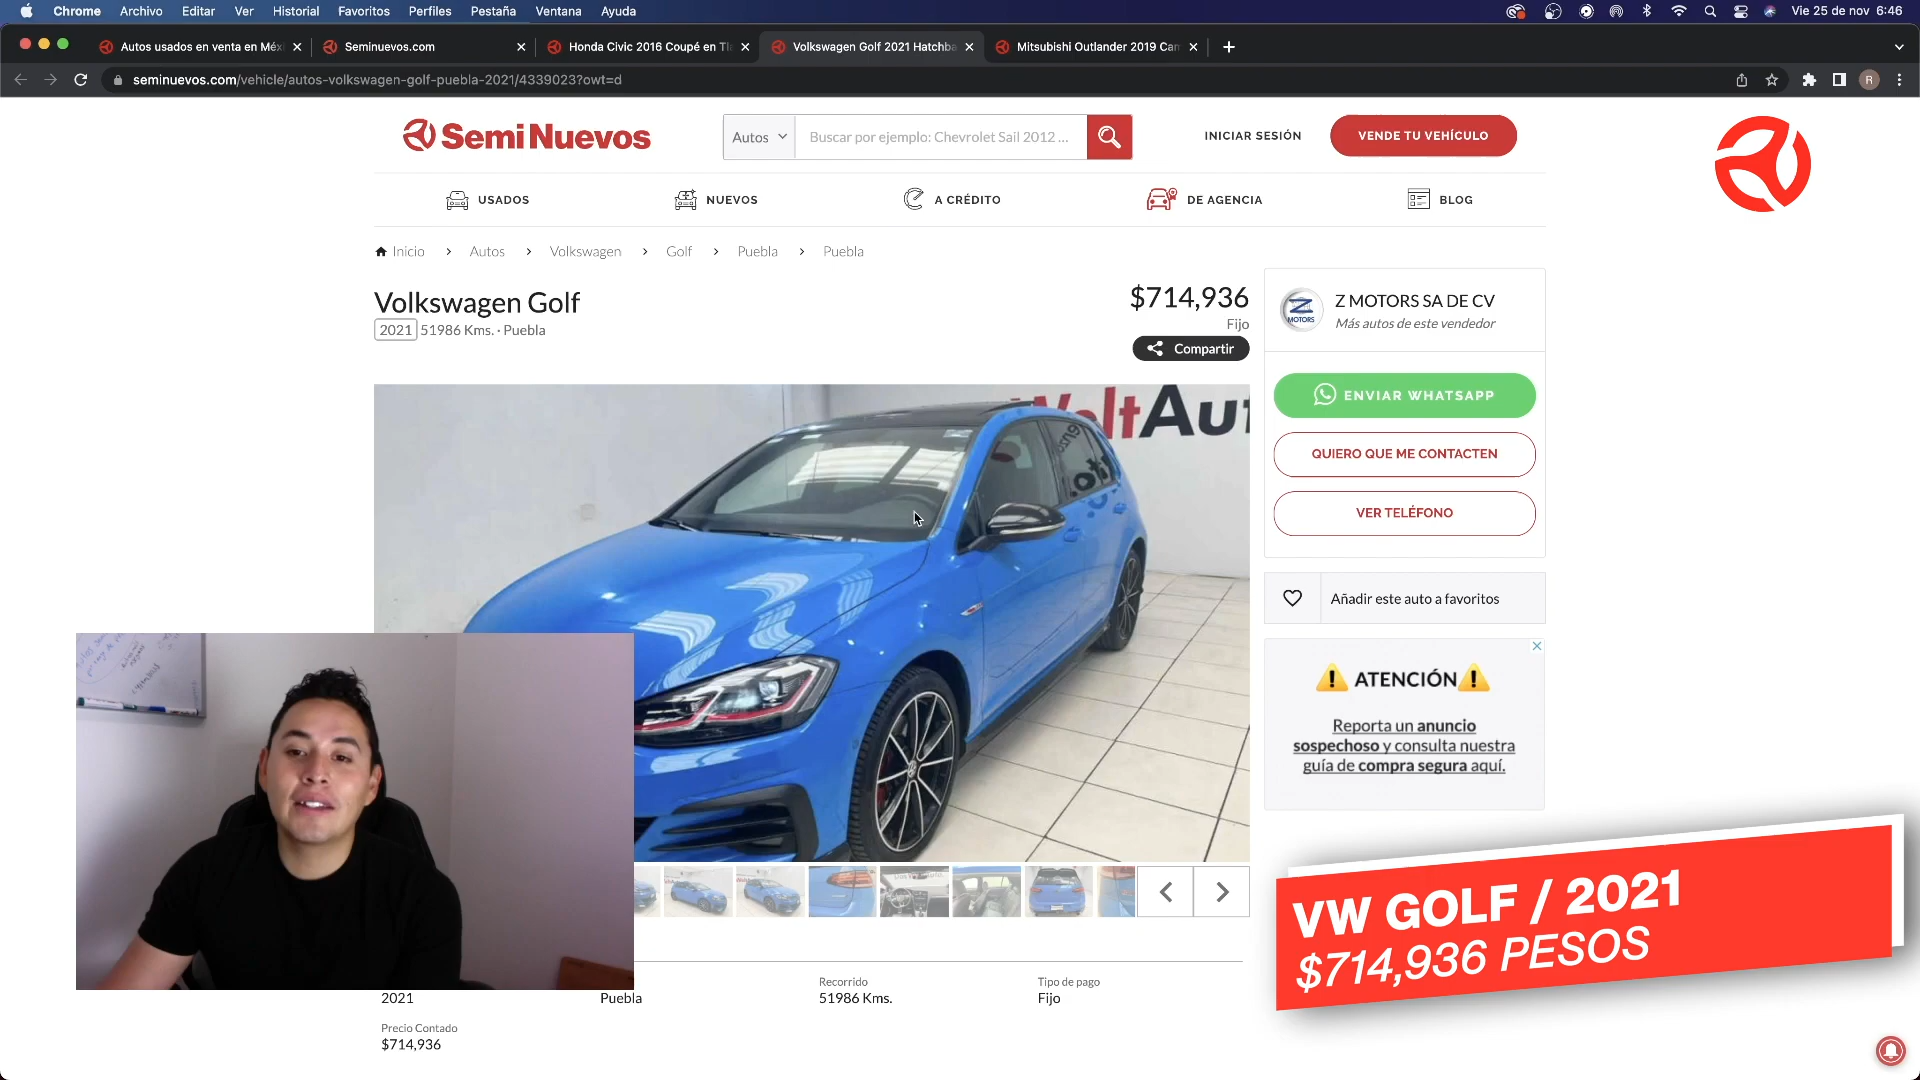 Chrome Archivo Editar Ver Historial Favoritos Perfiles Pestaña Ventana Ayuda
Vie 25 de nov 6:46
Autos usados en venta en Méxi
Seminuevos.com
Honda Civic 2016 Coupé en Tla
Volkswagen Golf 2021 Hatchba
Mitsubishi Outlander 2019 Cam
seminuevos.com/vehicle/autos-volkswagen-golf-puebla-2021/4339023?owt=d
R
SemiNuevos
Autos
Buscar por ejemplo: Chevrolet Sail 2012 ...
INICIAR SESIÓN
VENDE TU VEHÍCULO
USADOS
NUEVOS
A CRÉDITO
DE AGENCIA
BLOG
Inicio > Autos > Volkswagen > Golf > Puebla > Puebla
Volkswagen Golf
2021 51986 Kms. · Puebla
$714,936
Fijo
Compartir
Z MOTORS
Z MOTORS SA DE CV
Más autos de este vendedor
ENVIAR WHATSAPP
QUIERO QUE ME CONTACTEN
VER TELÉFONO
Añadir este auto a favoritos
ATENCIÓN
Reporta un anuncio
sospechoso y consulta nuestra
guía de compra segura aquí.
WeltAut
VW GOLF / 2021
$714,936 PESOS
2021
Puebla
Recorrido
51986 Kms.
Tipo de pago
Fijo
Precio Contado
$714,936